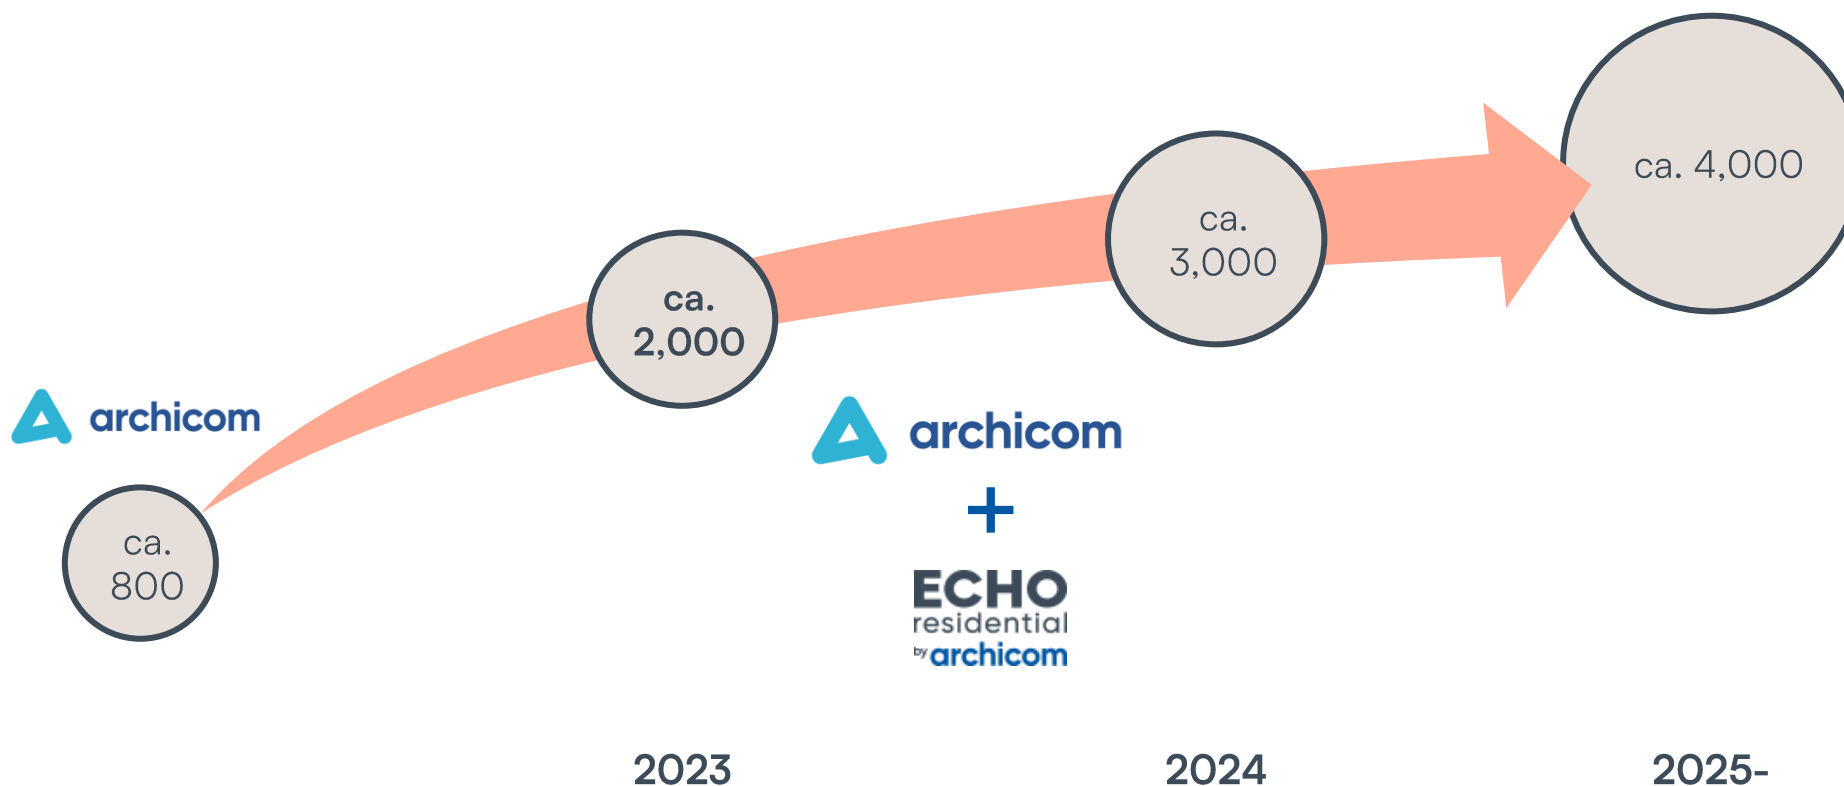 archicom
ca.
800
ca.
2,000
archicom
+
ECHO
residential
by archicom
ca.
3,000
ca. 4,000
2023
2024
2025-